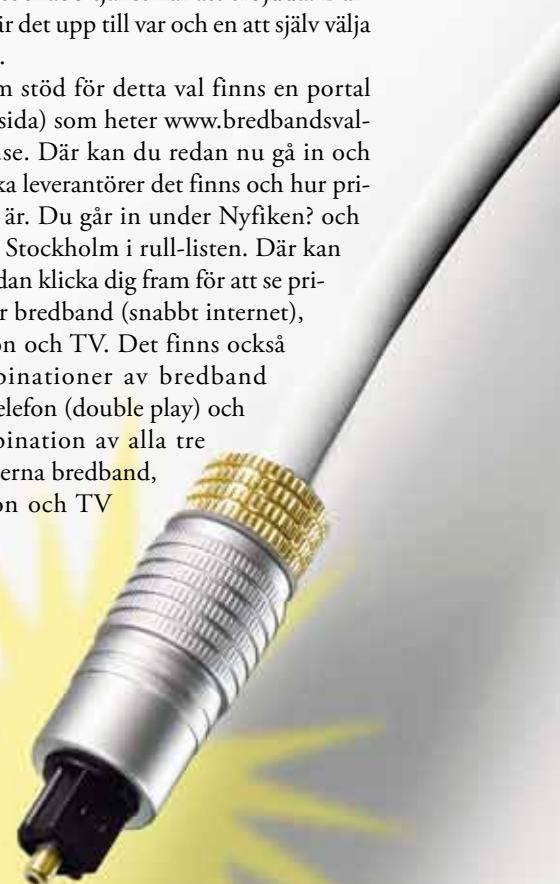 är det upp till var och en att själv välja
.
m stöd för detta val finns en portal
sida) som heter www.bredbandsval-
se. Där kan du redan nu gå in och
ka leverantörer det finns och hur pri-
är. Du går in under Nyfiken? och
Stockholm i rull-listen. Där kan
dan klicka dig fram för att se pri-
r bredband (snabbt internet),
on och TV. Det finns också
binationer av bredband
elefon (double play) och
bination av alla tre
erna bredband,
on och TV